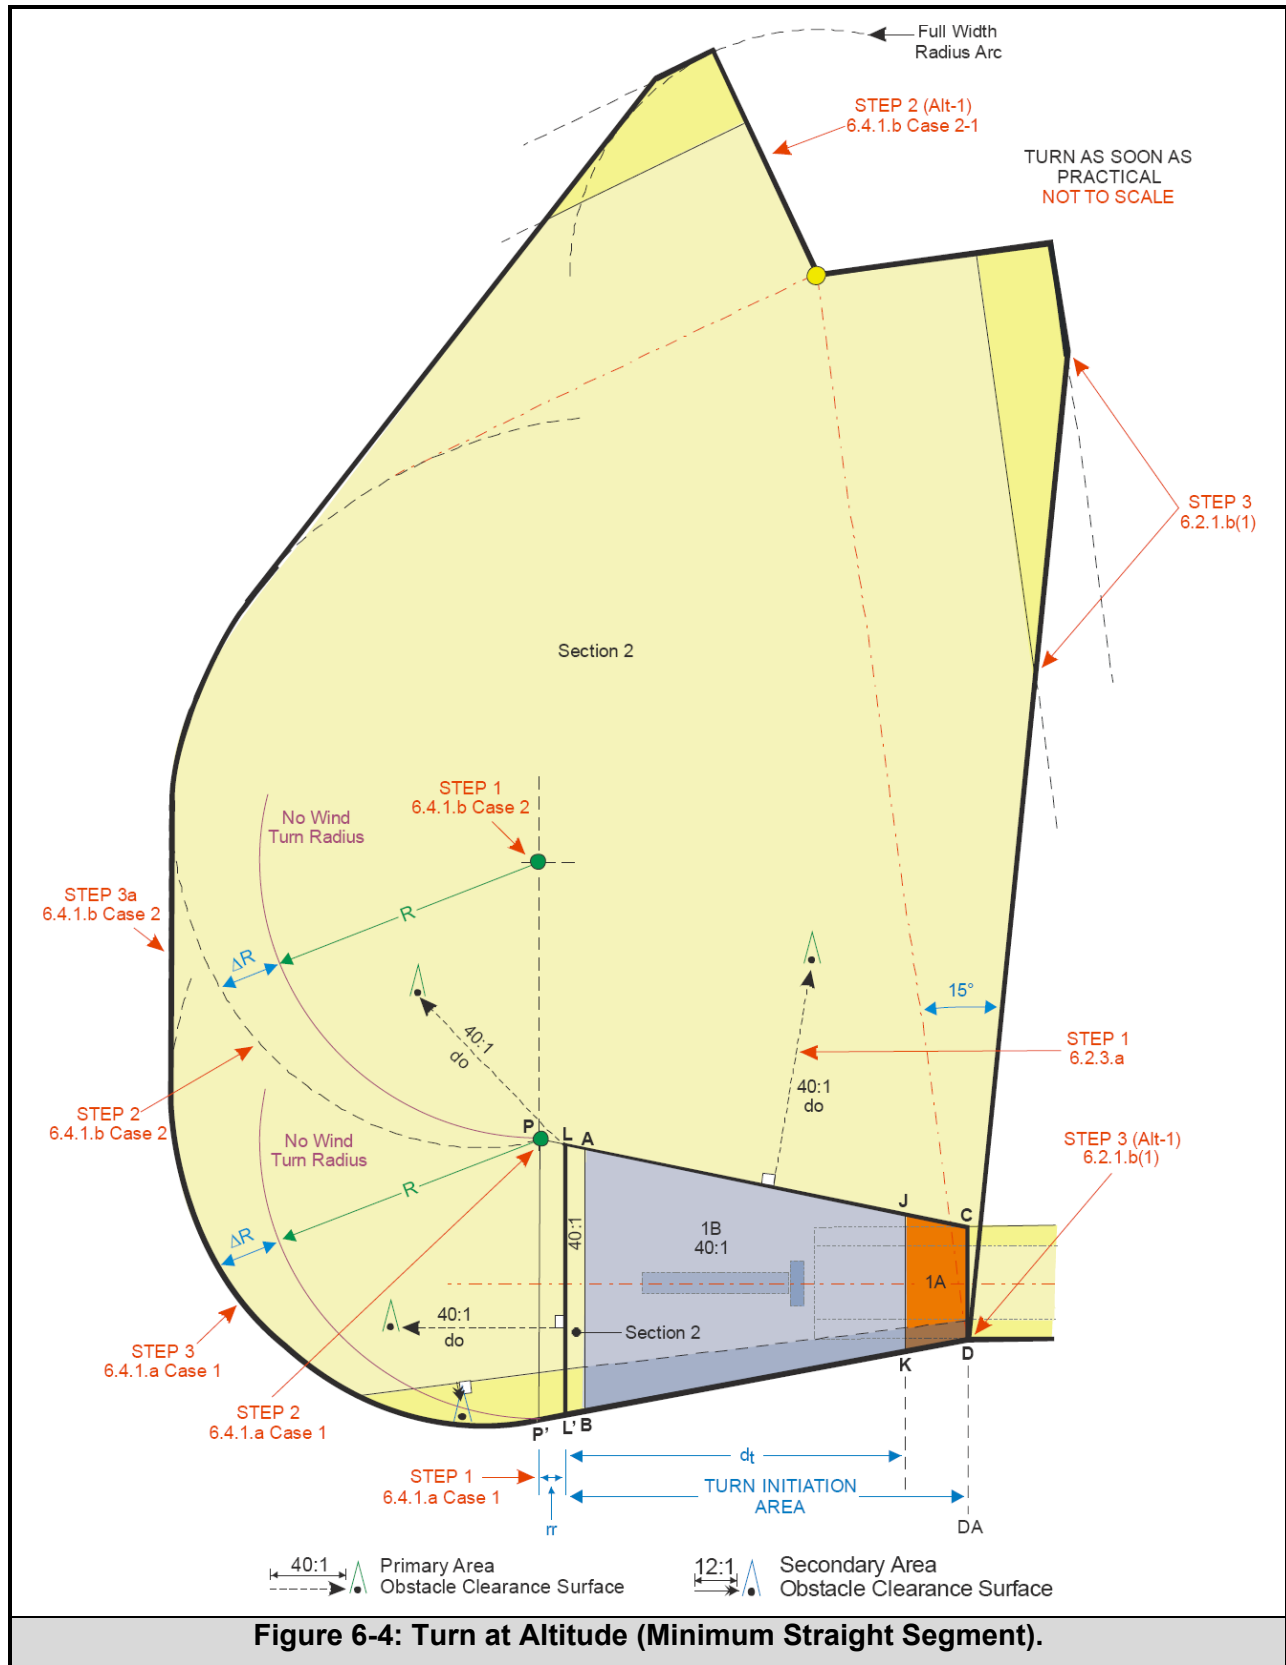 Full Width
Radius Arc
STEP 2 (Alt-1)
6.4.1.b Case 2-1
TURN AS SOON AS
PRACTICAL
NOT TO SCALE
STEP 3
6.2.1.b(1)
Section 2
STEP 1
6.4.1.b Case 2
No Wind
Turn Radius
STEP 3a
6.4.1.b Case 2
R
ΔR
15°
40:1
do
STEP 1
6.2.3.a
40:1
do
STEP 2
6.4.1.b Case 2
P
L
A
No Wind
Turn Radius
STEP 3 (Alt-1)
6.2.1.b(1)
R
J
C
ΔR
40:1
1B
40:1
1A
40:1
do
Section 2
STEP 3
6.4.1.a Case 1
K
D
STEP 2
6.4.1.a Case 1
P'
L'
B
dt
STEP 1
6.4.1.a Case 1
TURN INITIATION
AREA
rr
DA
40:1
Primary Area
Obstacle Clearance Surface
12:1
Secondary Area
Obstacle Clearance Surface
Figure 6-4: Turn at Altitude (Minimum Straight Segment).